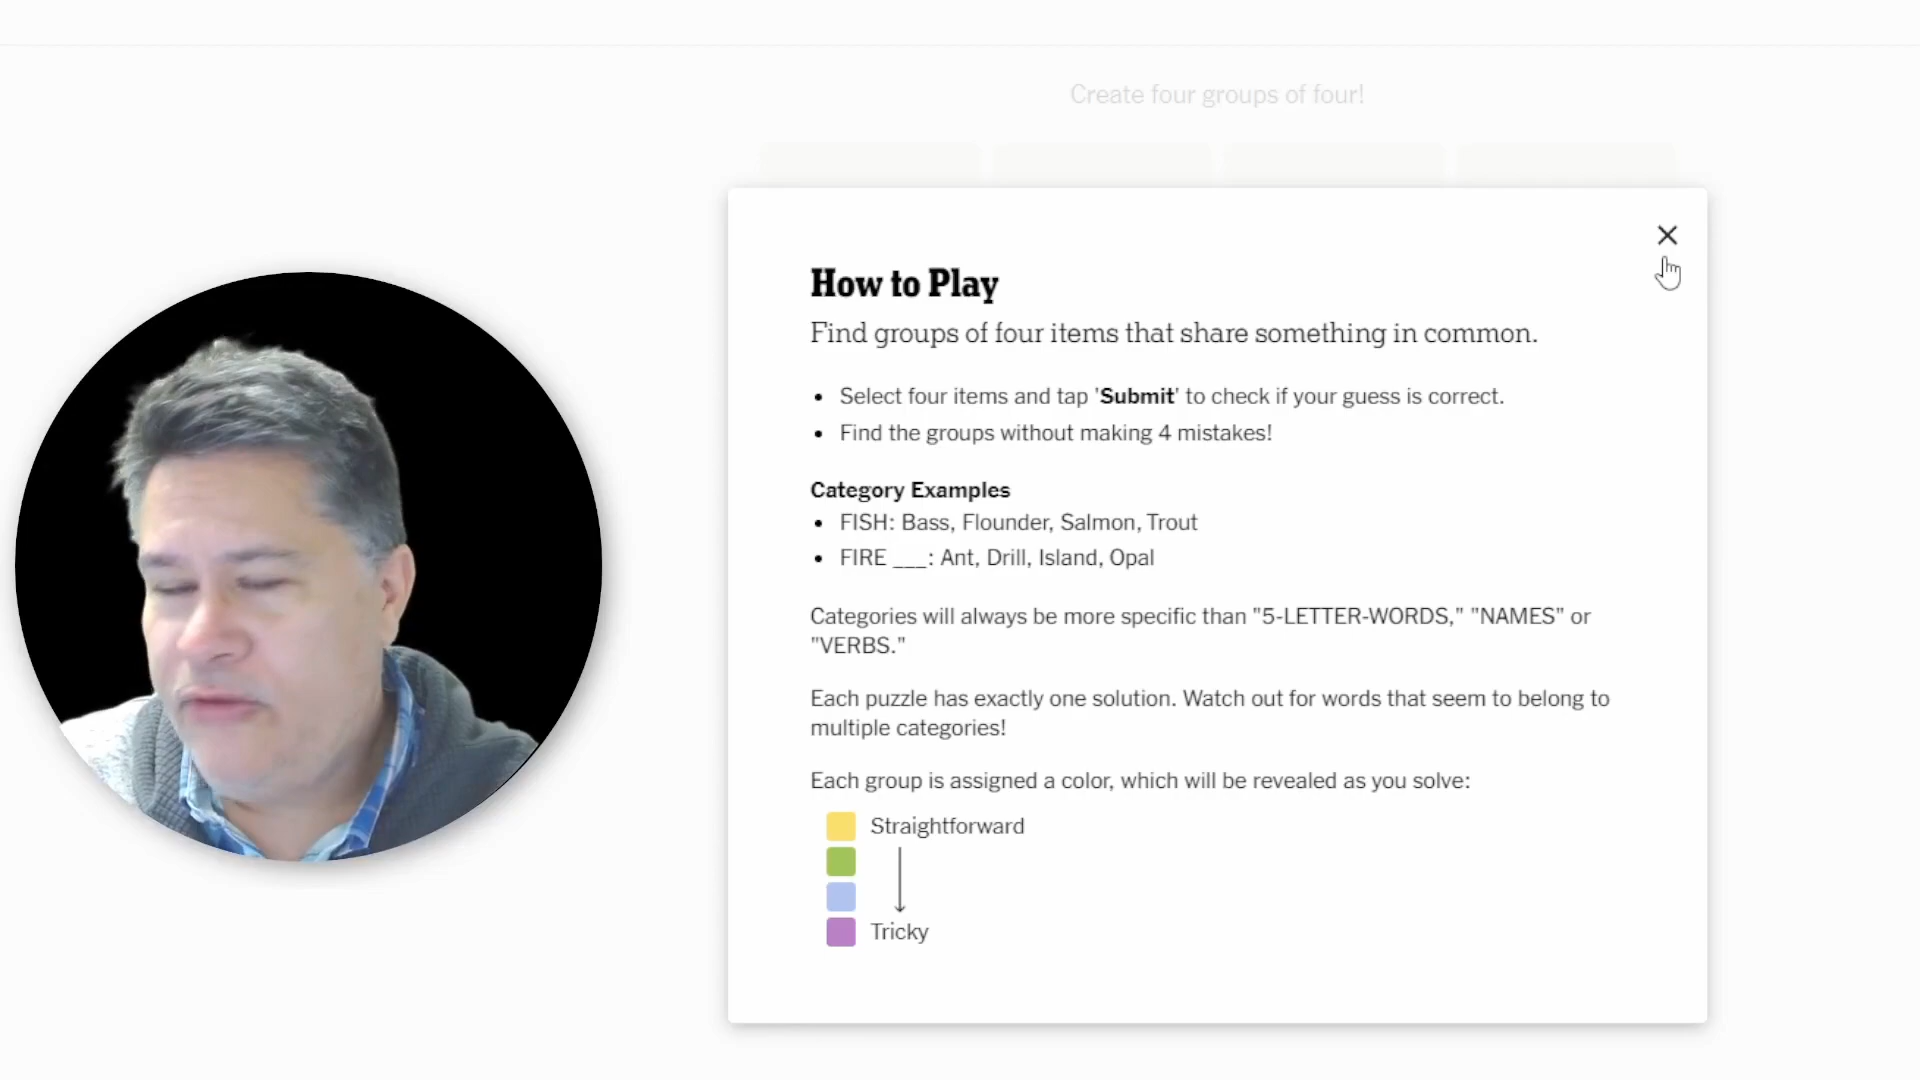 Create four groups of four!
How to Play
Find groups of four items that share something in common.
• Select four items and tap 'Submit' to check if your guess is correct.
• Find the groups without making 4 mistakes!
Category Examples
• FISH: Bass, Flounder, Salmon, Trout
• FIRE ___: Ant, Drill, Island, Opal
Categories will always be more specific than "5-LETTER-WORDS," "NAMES" or
"VERBS."
Each puzzle has exactly one solution. Watch out for words that seem to belong to
multiple categories!
Each group is assigned a color, which will be revealed as you solve:
Straightforward
Tricky